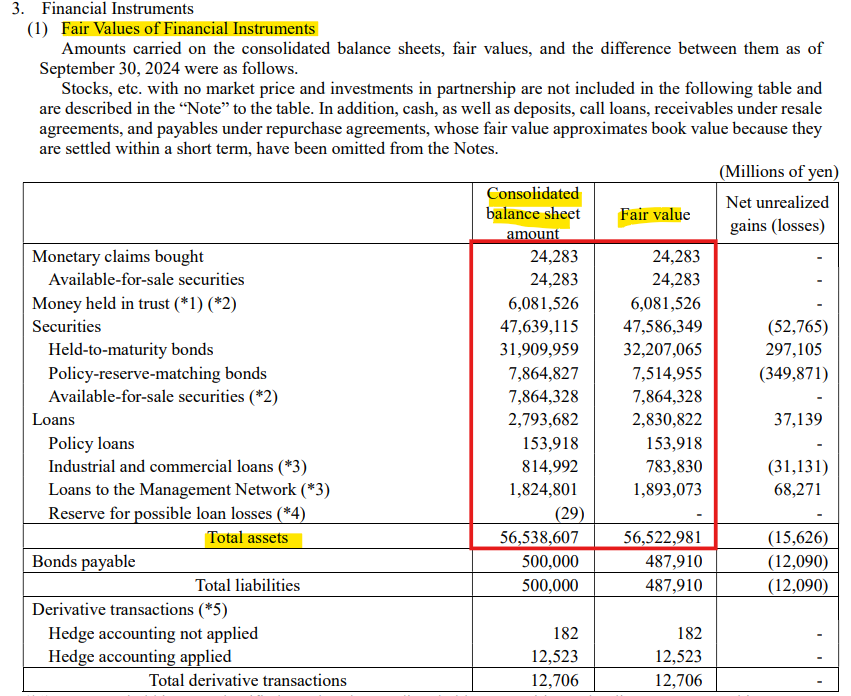 3. Financial Instruments
(1) Fair Values of Financial Instruments
Amounts carried on the consolidated balance sheets, fair values, and the difference between them as of
September 30, 2024 were as follows.
Stocks, etc. with no market price and investments in partnership are not included in the following table and
are described in the “Note” to the table. In addition, cash, as well as deposits, call loans, receivables under resale
agreements, and payables under repurchase agreements, whose fair value approximates book value because they
are settled within a short term, have been omitted from the Notes.
(Millions of yen)
Consolidated
balance sheet
amount
Fair value
Net unrealized
gains (losses)
Monetary claims bought 24,283 24,283 -
Available-for-sale securities 24,283 24,283 -
Money held in trust (*1) (*2) 6,081,526 6,081,526 -
Securities 47,639,115 47,586,349 (52,765)
Held-to-maturity bonds 31,909,959 32,207,065 297,105
Policy-reserve-matching bonds 7,864,827 7,514,955 (349,871)
Available-for-sale securities (*2) 7,864,328 7,864,328 -
Loans 2,793,682 2,830,822 37,139
Policy loans 153,918 153,918 -
Industrial and commercial loans (*3) 814,992 783,830 (31,131)
Loans to the Management Network (*3) 1,824,801 1,893,073 68,271
Reserve for possible loan losses (*4) (29) - -
Total assets 56,538,607 56,522,981 (15,626)
Bonds payable 500,000 487,910 (12,090)
Total liabilities 500,000 487,910 (12,090)
Derivative transactions (*5)
Hedge accounting not applied 182 182 -
Hedge accounting applied 12,523 12,523 -
Total derivative transactions 12,706 12,706 -